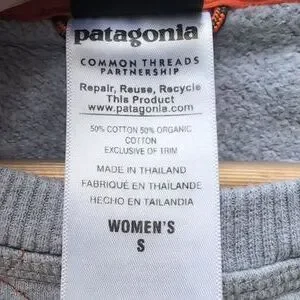 patagonia
COMMON THREADS
PARTNERSHIP
Repair, Reuse, Recycle
This Product
www.patagonia.com
50% COTTON 50% ORGANIC
COTTON
EXCLUSIVE OF TRIM
MADE IN THAILAND
FABRIQUÉ EN THAILANDE
HECHO EN TAILANDIA
WOMEN'S
S